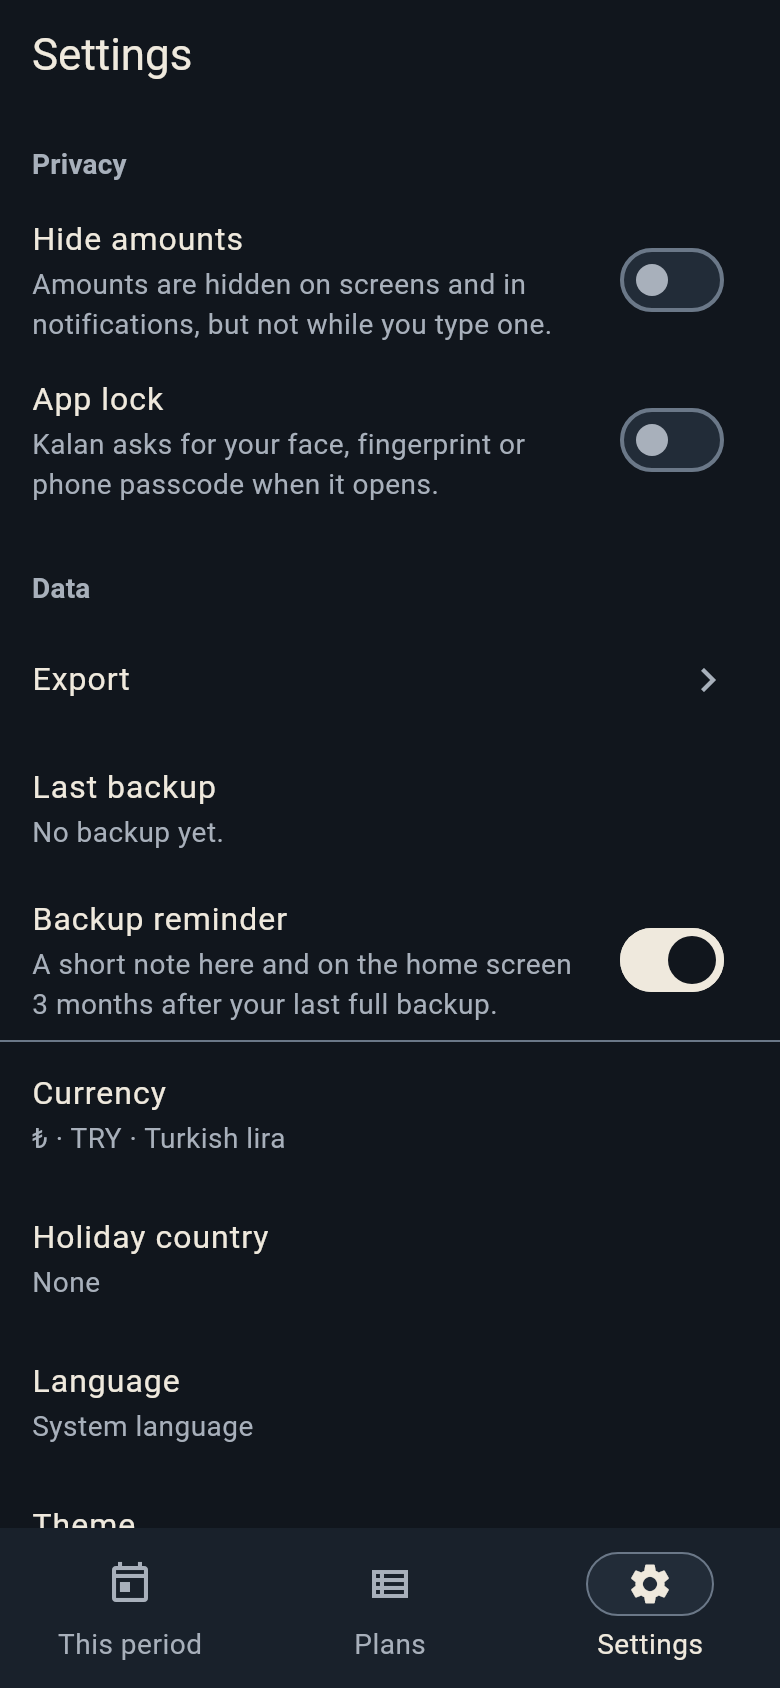 Settings
Privacy
Hide amounts
Amounts are hidden on screens and in
notifications, but not while you type one.
App lock
Kalan asks for your face, fingerprint or
phone passcode when it opens.
Data
Export
Last backup
No backup yet.
Backup reminder
A short note here and on the home screen
3 months after your last full backup.
Currency
₺ · TRY · Turkish lira
Holiday country
None
Language
System language
Theme
This period
Plans
Settings